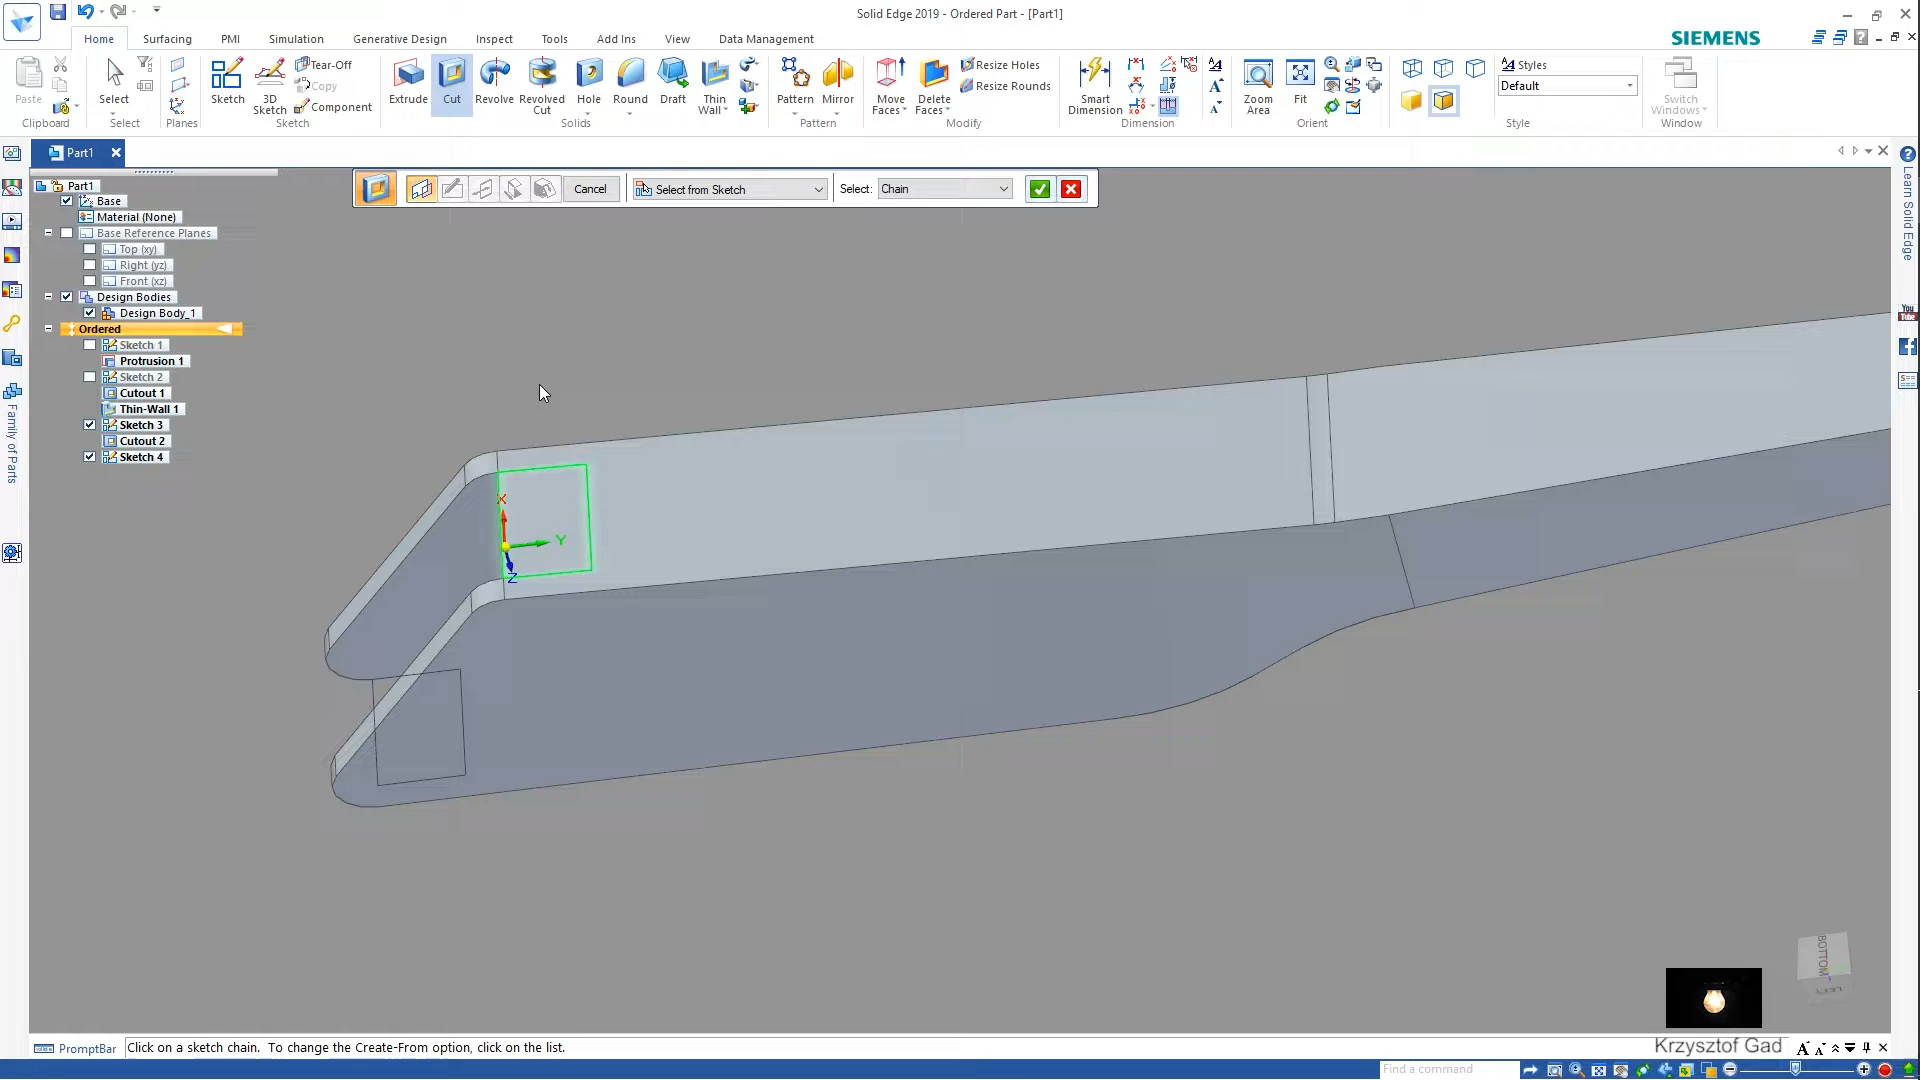 Solid Edge 2019 - Ordered Part - [Part1]
Home Surfacing PMI Simulation Generative Design Inspect Tools Add Ins View Data Management
SIEMENS
Paste
Clipboard
Select
Select
Planes
Sketch
3D Sketch
Tear-Off
Copy
Component
Sketch
Extrude
Cut
Revolve
Revolved Cut
Hole
Round
Draft
Thin Wall
Solids
Pattern
Mirror
Pattern
Move Faces
Delete Faces
Resize Holes
Resize Rounds
Modify
Smart Dimension
Dimension
Zoom Area
Fit
Orient
Styles
Default
Style
Switch Windows
Window
Part1
Cancel
Select from Sketch
Select:
Chain
Part1
Base
Material (None)
Base Reference Planes
Top (xy)
Right (yz)
Front (xz)
Design Bodies
Design Body_1
Ordered
Sketch 1
Protrusion 1
Sketch 2
Cutout 1
Thin-Wall 1
Sketch 3
Cutout 2
Sketch 4
Family of Parts
Learn Solid Edge
You Tube
X
Y
Z
BOTTOM
LEFT
PromptBar
Click on a sketch chain.  To change the Create-From option, click on the list.
Krzysztof Gad
Find a command